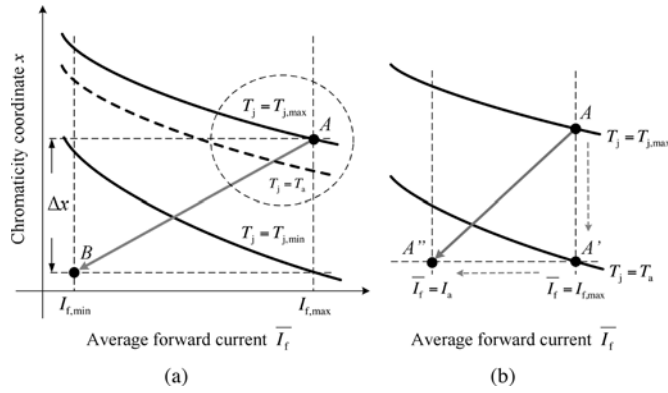 Chromaticity coordinate x
T_j = T_j,max
A
T_j = T_a
Δx
T_j = T_j,min
B
I_f,min
I_f,max
Average forward current I̅_f
(a)
A
T_j = T_j,max
A''
A'
T_j = T_a
I̅_f = I_a
I̅_f = I_f,max
Average forward current I̅_f
(b)